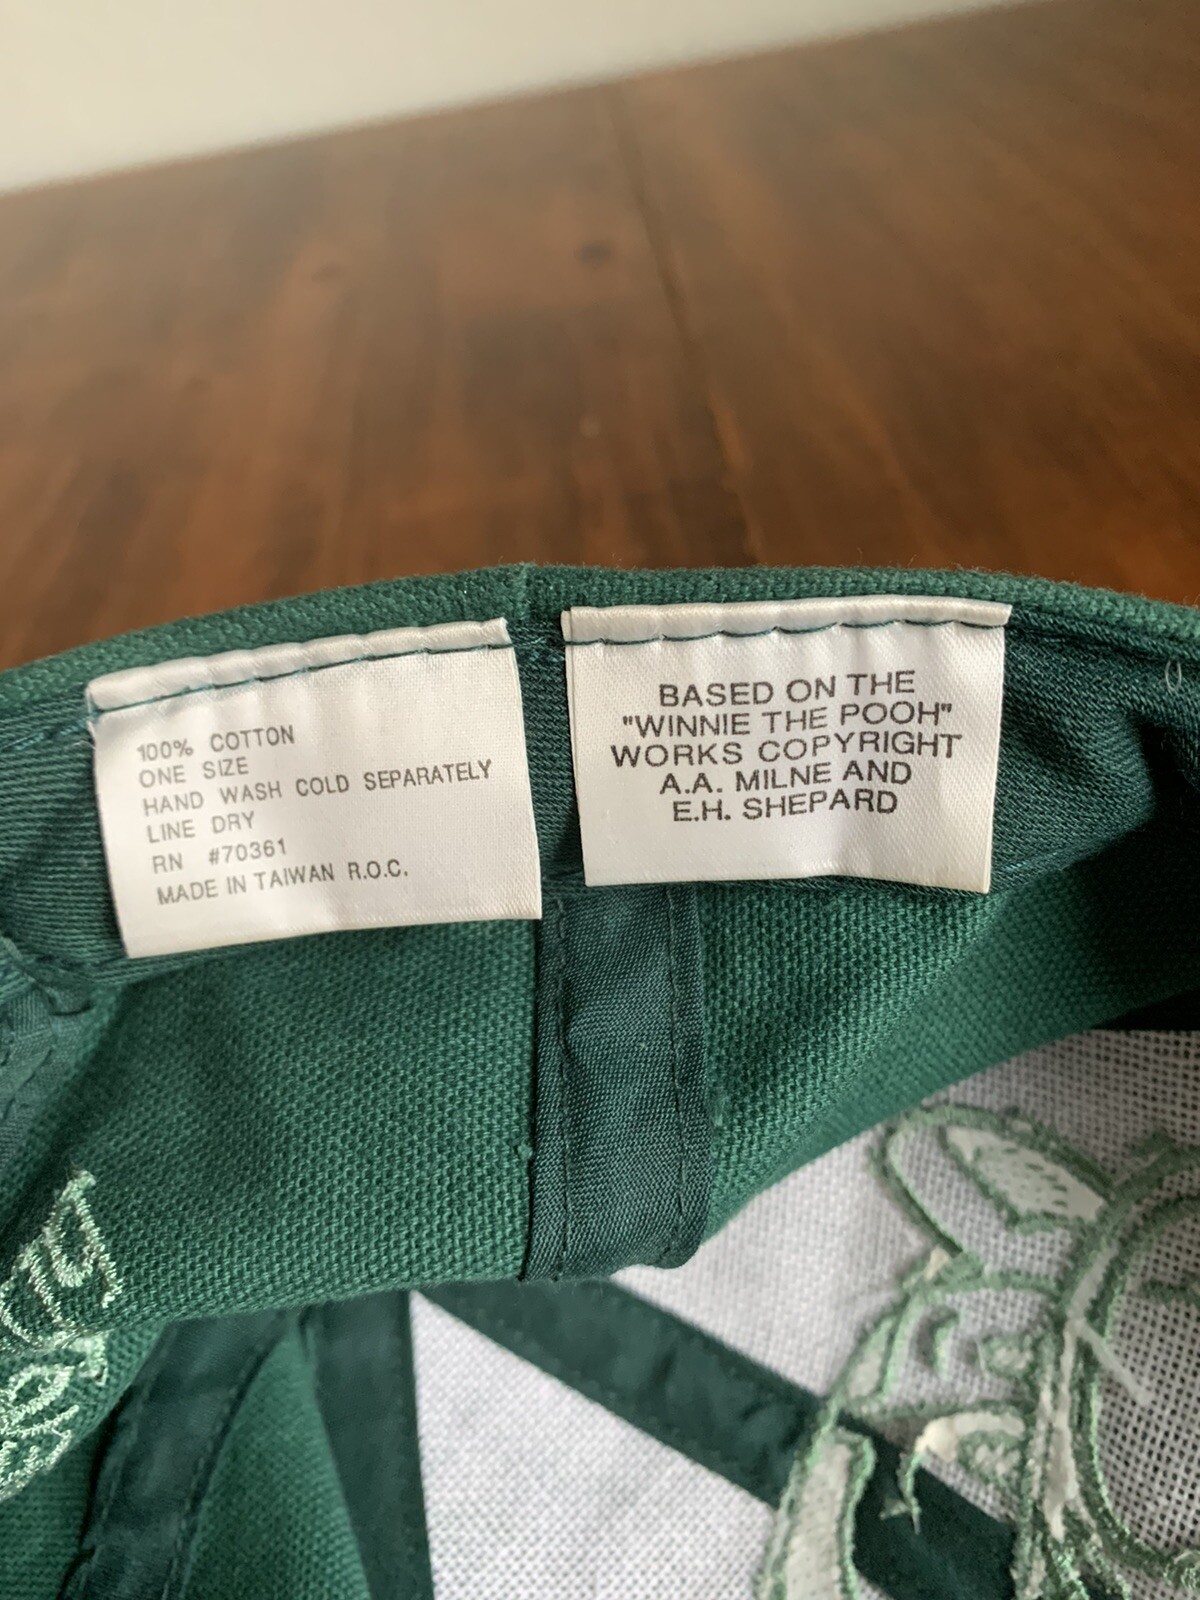 100% COTTON
ONE SIZE
HAND WASH COLD SEPARATELY
LINE DRY
RN #70361
MADE IN TAIWAN R.O.C.
BASED ON THE
"WINNIE THE POOH"
WORKS COPYRIGHT
A.A. MILNE AND
E.H. SHEPARD